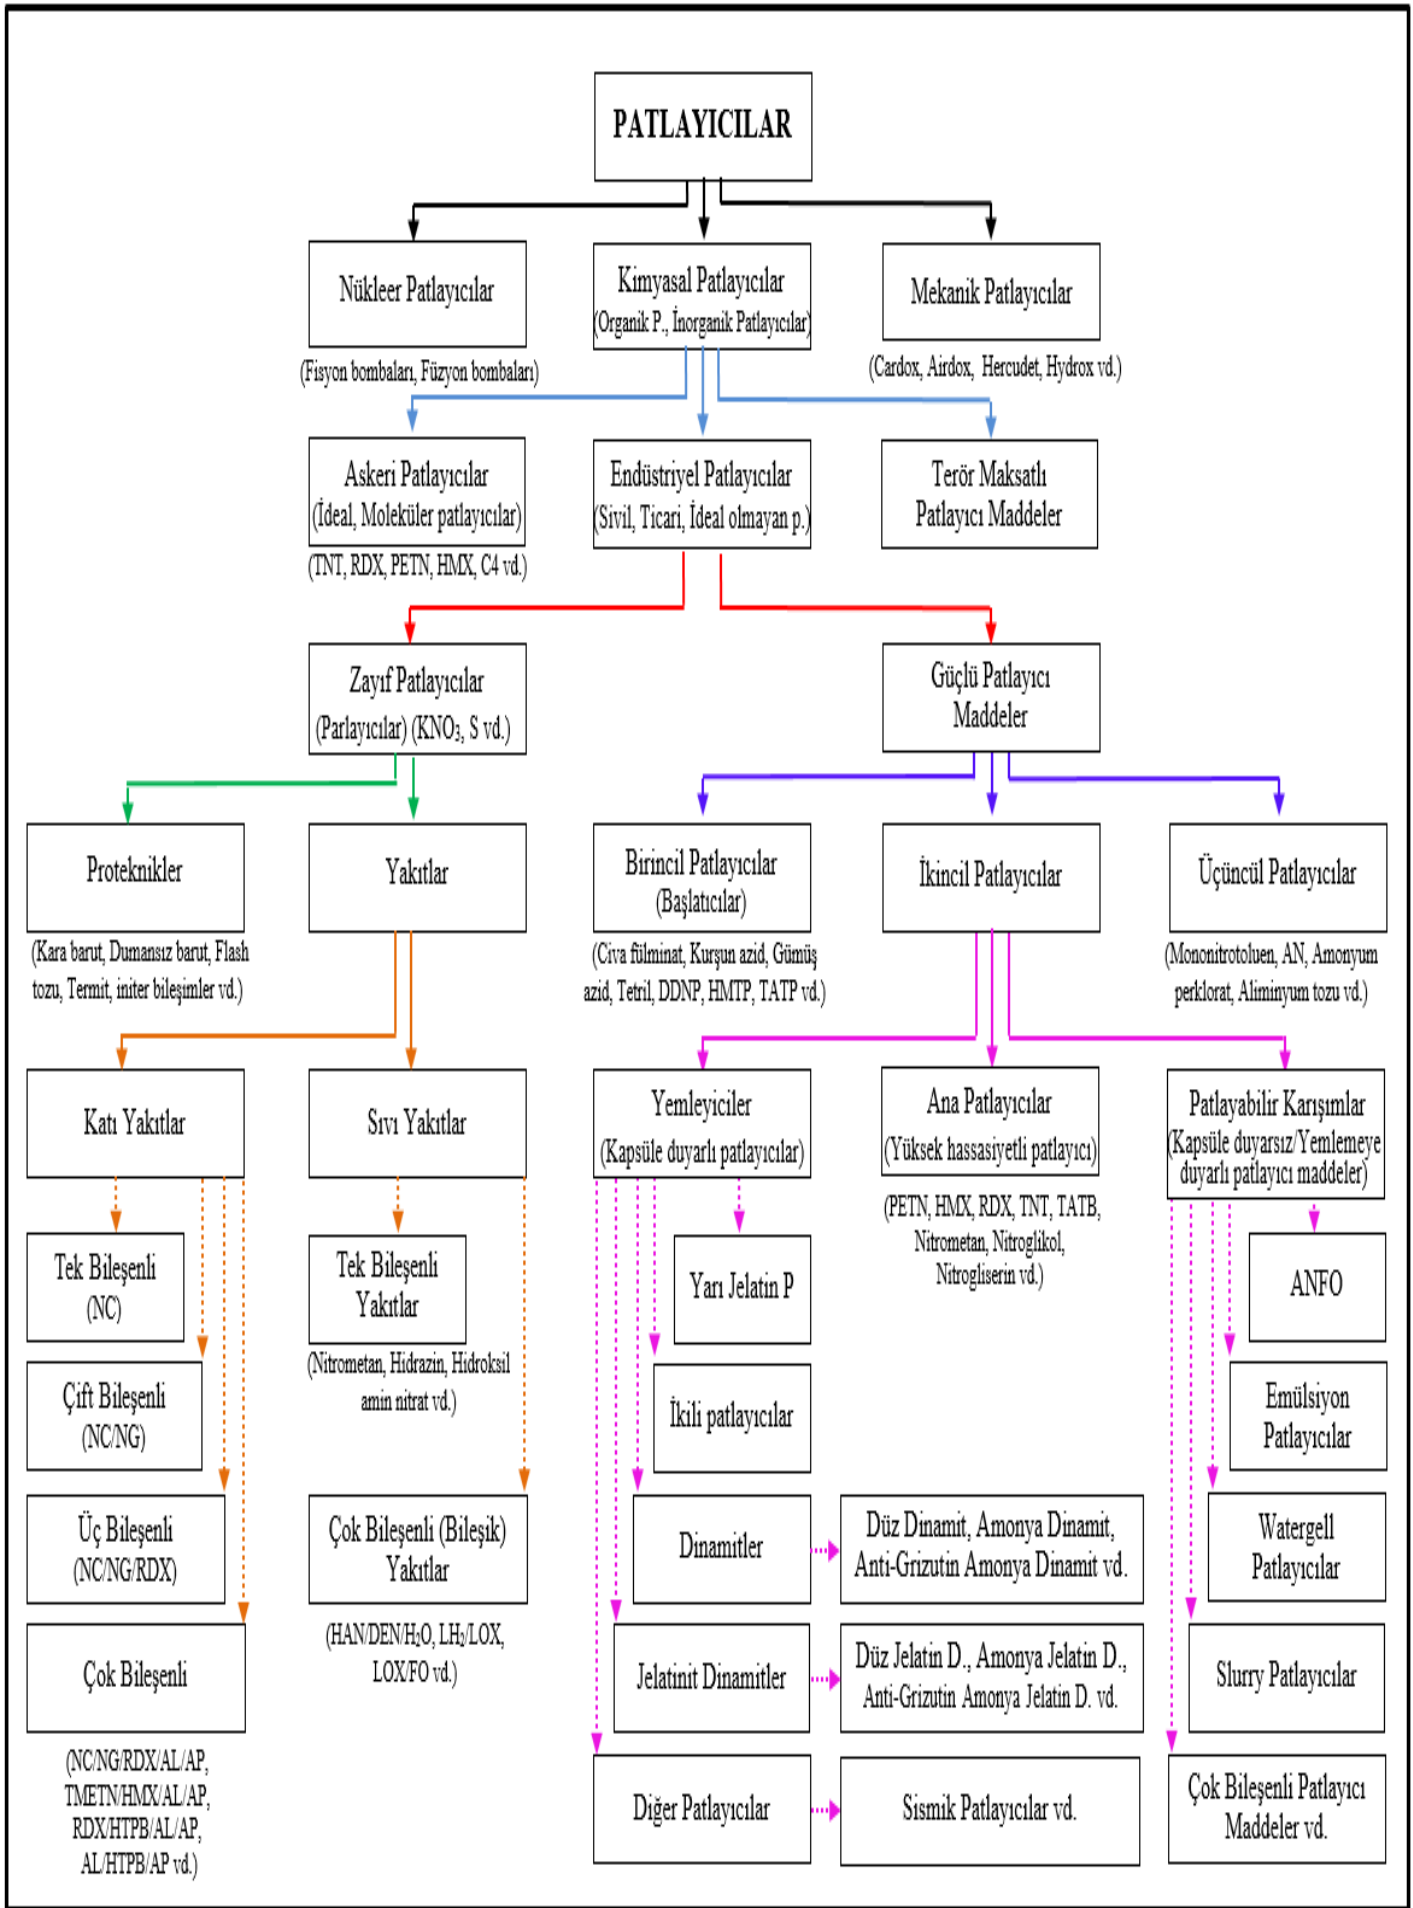 PATLAYICILAR
Nükleer Patlayıcılar
(Fisyon bombaları, Füzyon bombaları)
Kimyasal Patlayıcılar
(Organik P., İnorganik Patlayıcılar)
Mekanik Patlayıcılar
(Cardox, Airdox, Hercudet, Hydrox vd.)
Askeri Patlayıcılar
(İdeal, Moleküler patlayıcılar)
(TNT, RDX, PETN, HMX, C4 vd.)
Endüstriyel Patlayıcılar
(Sivil, Ticari, İdeal olmayan p.)
Terör Maksatlı
Patlayıcı Maddeler
Zayıf Patlayıcılar
(Parlayıcılar) (KNO₃, S vd.)
Güçlü Patlayıcı
Maddeler
Proteknikler
(Kara barut, Dumansız barut, Flash
tozu, Termit, initer bileşimler vd.)
Yakıtlar
Birincil Patlayıcılar
(Başlatıcılar)
(Civa fülminat, Kurşun azid, Gümüş
azid, Tetril, DDNP, HMTP, TATP vd.)
İkincil Patlayıcılar
Üçüncül Patlayıcılar
(Mononitrotoluen, AN, Amonyum
perklorat, Aliminyum tozu vd.)
Katı Yakıtlar
Sıvı Yakıtlar
Yemleyiciler
(Kapsüle duyarlı patlayıcılar)
Ana Patlayıcılar
(Yüksek hassasiyetli patlayıcı)
(PETN, HMX, RDX, TNT, TATB,
Nitrometan, Nitroglikol,
Nitrogliserin vd.)
Patlayabilir Karışımlar
(Kapsüle duyarsız/Yemlemeye
duyarlı patlayıcı maddeler)
Tek Bileşenli
(NC)
Tek Bileşenli
Yakıtlar
(Nitrometan, Hidrazin, Hidroksil
amin nitrat vd.)
Yarı Jelatin P
ANFO
Çift Bileşenli
(NC/NG)
İkili patlayıcılar
Emülsiyon
Patlayıcılar
Üç Bileşenli
(NC/NG/RDX)
Çok Bileşenli (Bileşik)
Yakıtlar
(HAN/DEN/H₂O, LH₂/LOX,
LOX/FO vd.)
Dinamitler
Düz Dinamit, Amonya Dinamit,
Anti-Grizutin Amonya Dinamit vd.
Watergell
Patlayıcılar
Çok Bileşenli
(NC/NG/RDX/AL/AP,
TMETN/HMX/AL/AP,
RDX/HTPB/AL/AP,
AL/HTPB/AP vd.)
Jelatinit Dinamitler
Düz Jelatin D., Amonya Jelatin D.,
Anti-Grizutin Amonya Jelatin D. vd.
Slurry Patlayıcılar
Diğer Patlayıcılar
Sismik Patlayıcılar vd.
Çok Bileşenli Patlayıcı
Maddeler vd.